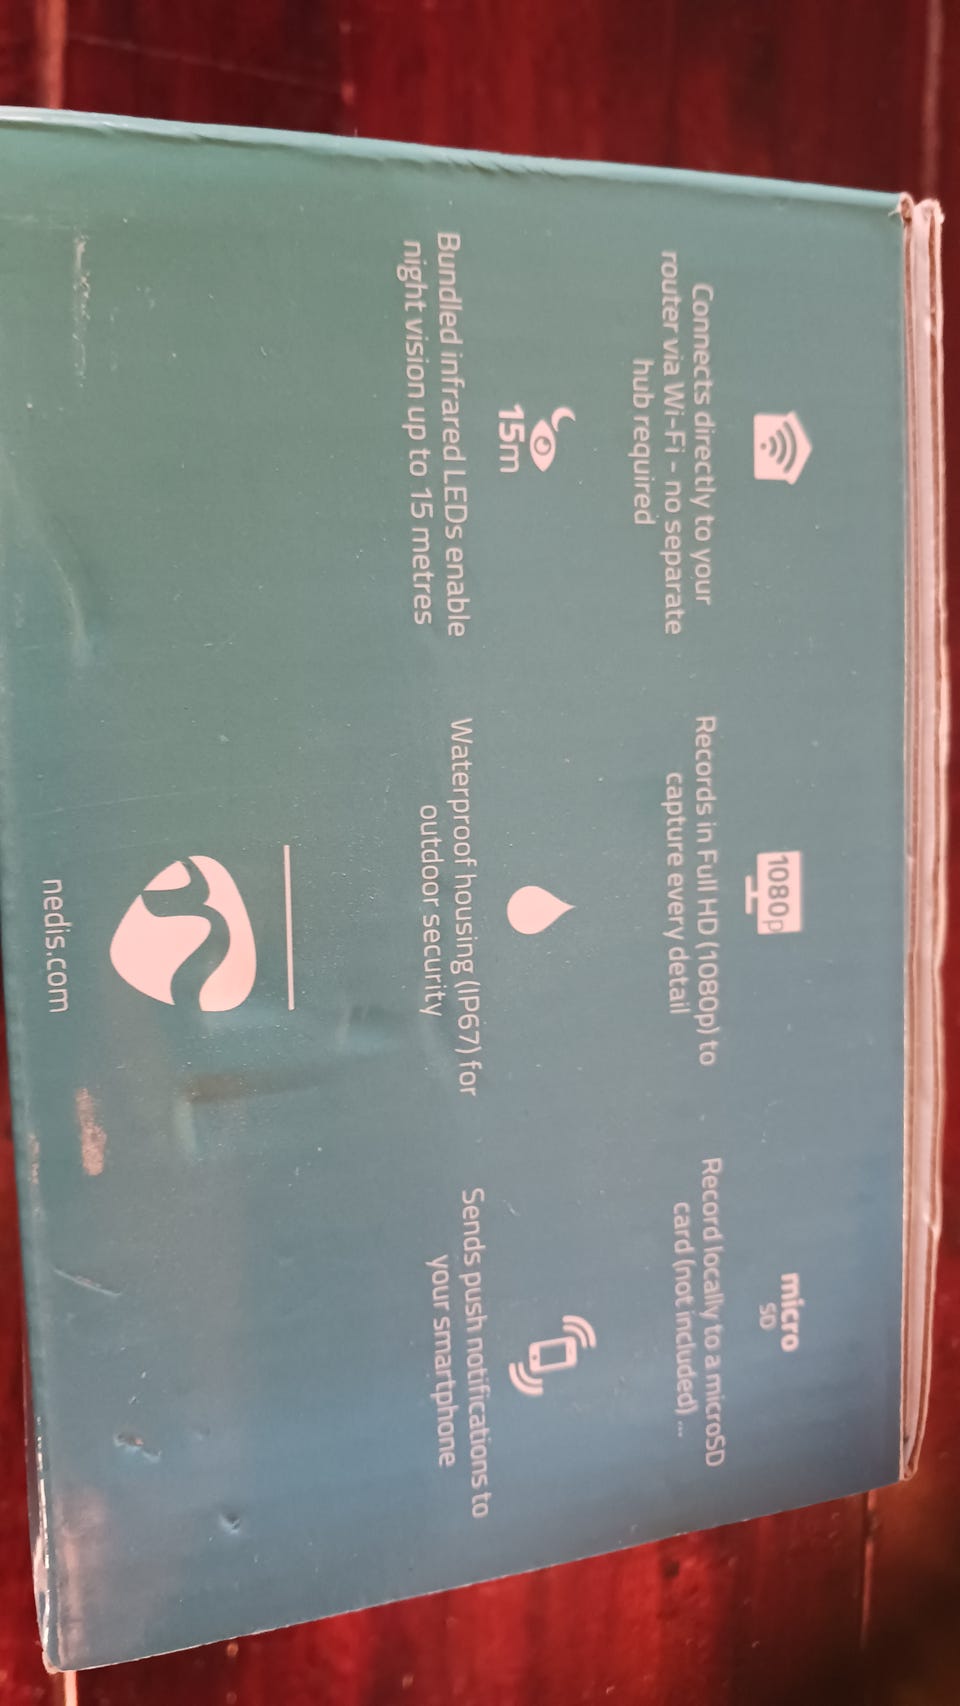 Connects directly to your
router via Wi-Fi - no separate
hub required
1080p
Records in Full HD (1080p) to
capture every detail
micro
SD
Record locally to a microSD
card (not included) ...
15m
Bundled infrared LEDs enable
night vision up to 15 metres
Waterproof housing (IP67) for
outdoor security
Sends push notifications to
your smartphone
nedis.com